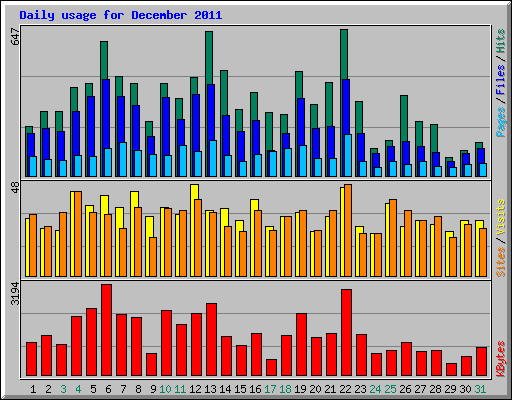 Daily usage for December 2011
647
Pages / Files / Hits
48
Sites / Visits
3194
KBytes
1 2 3 4 5 6 7 8 9 10 11 12 13 14 15 16 17 18 19 20 21 22 23 24 25 26 27 28 29 30 31